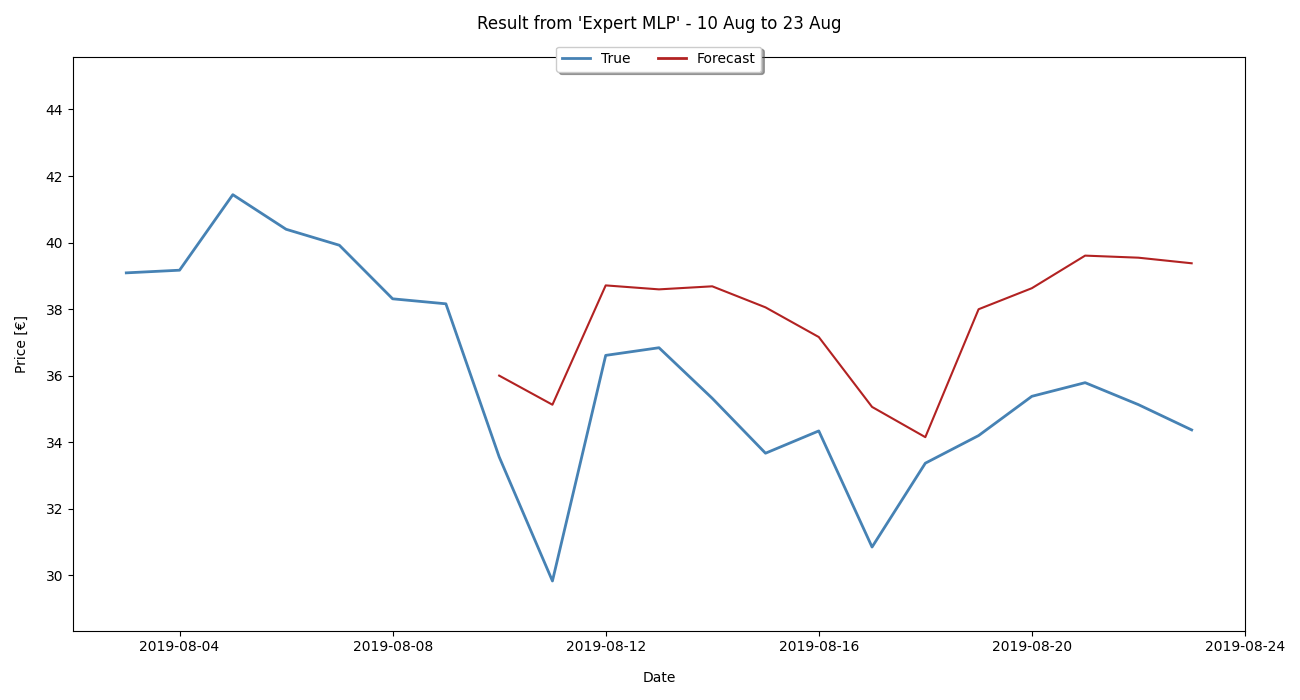 Result from 'Expert MLP' - 10 Aug to 23 Aug
True Forecast
44
42
40
38
36
34
32
30
Price [€]
2019-08-04 2019-08-08 2019-08-12 2019-08-16 2019-08-20 2019-08-24
Date